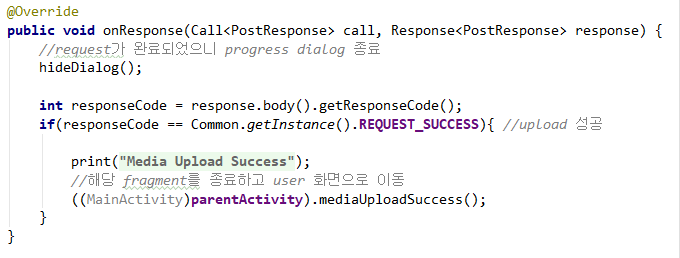 @Override
public void onResponse(Call<PostResponse> call, Response<PostResponse> response) {
//request가 완료되었으니 progress dialog 종료
hideDialog();
int responseCode = response.body().getResponseCode();
if(responseCode == Common.getInstance().REQUEST_SUCCESS){ //upload 성공
print("Media Upload Success");
//해당 fragment를 종료하고 user 화면으로 이동
((MainActivity)parentActivity).mediaUploadSuccess();
}
}